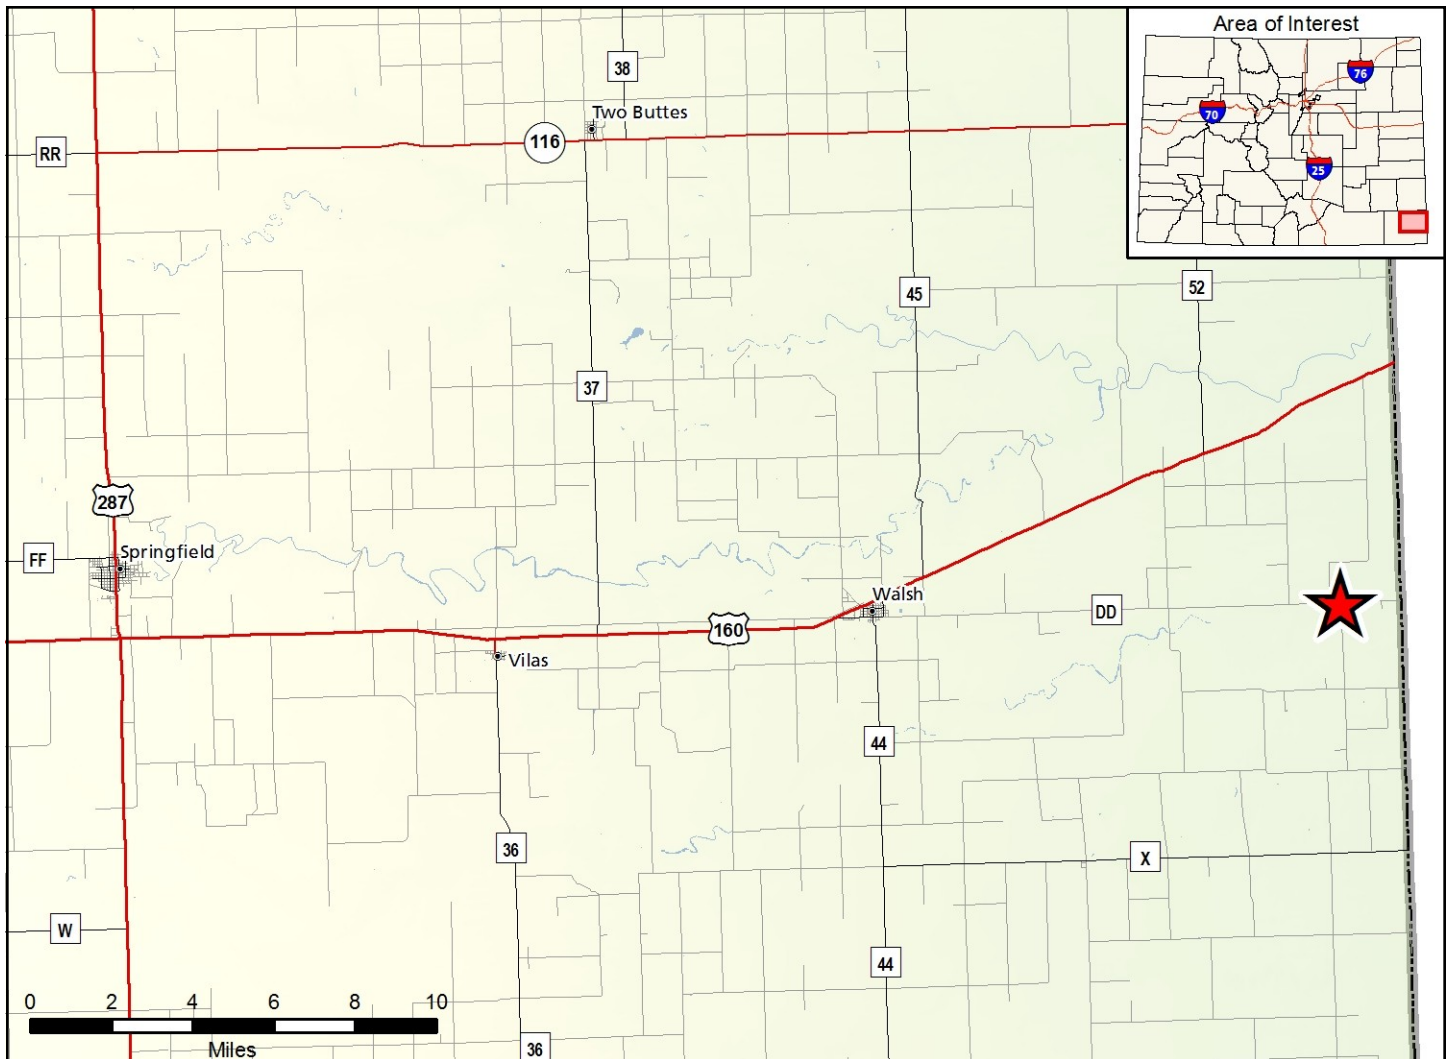 Area of Interest
76
70
25
38
Two Buttes
116
RR
45
52
37
287
FF
Springfield
Walsh
DD
160
Vilas
44
36
X
W
44
0 2 4 6 8 10
Miles
36